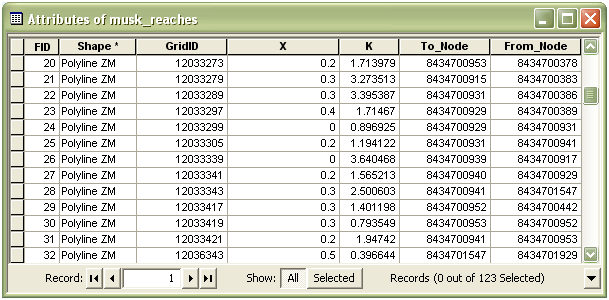 Attributes of musk_reaches
FID Shape * GridID X K To_Node From_Node
20 Polyline ZM 12033273 0.2 1.713979 8434700953 8434700378
21 Polyline ZM 12033279 0.3 3.273513 8434700915 8434700383
22 Polyline ZM 12033289 0.3 3.395387 8434700931 8434700386
23 Polyline ZM 12033297 0.4 1.71467 8434700929 8434700389
24 Polyline ZM 12033299 0 0.896925 8434700929 8434700931
25 Polyline ZM 12033305 0.2 1.194122 8434700931 8434700941
26 Polyline ZM 12033339 0 3.640468 8434700939 8434700917
27 Polyline ZM 12033341 0.2 1.565213 8434700940 8434700929
28 Polyline ZM 12033343 0.3 2.500603 8434700941 8434701547
29 Polyline ZM 12033417 0.3 1.401198 8434700952 8434700442
30 Polyline ZM 12033419 0.3 0.793549 8434700953 8434700952
31 Polyline ZM 12033421 0.2 1.94742 8434700941 8434700953
32 Polyline ZM 12036343 0.5 0.396644 8434701547 8434701929
Record: 1 Show: All Selected Records (0 out of 123 Selected)